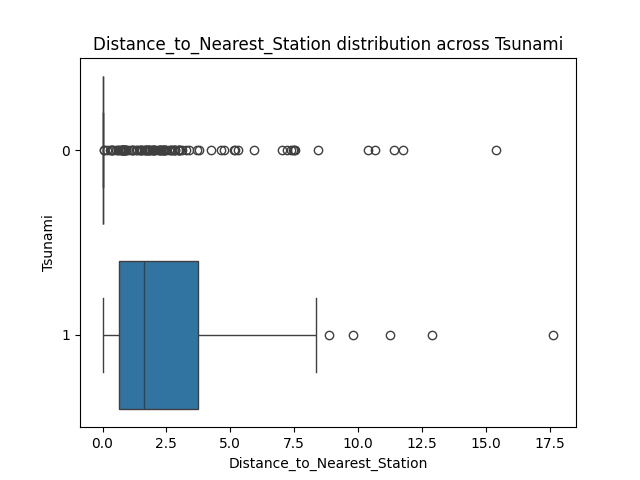 Distance_to_Nearest_Station distribution across Tsunami
Tsunami
0
1
0.0 2.5 5.0 7.5 10.0 12.5 15.0 17.5
Distance_to_Nearest_Station